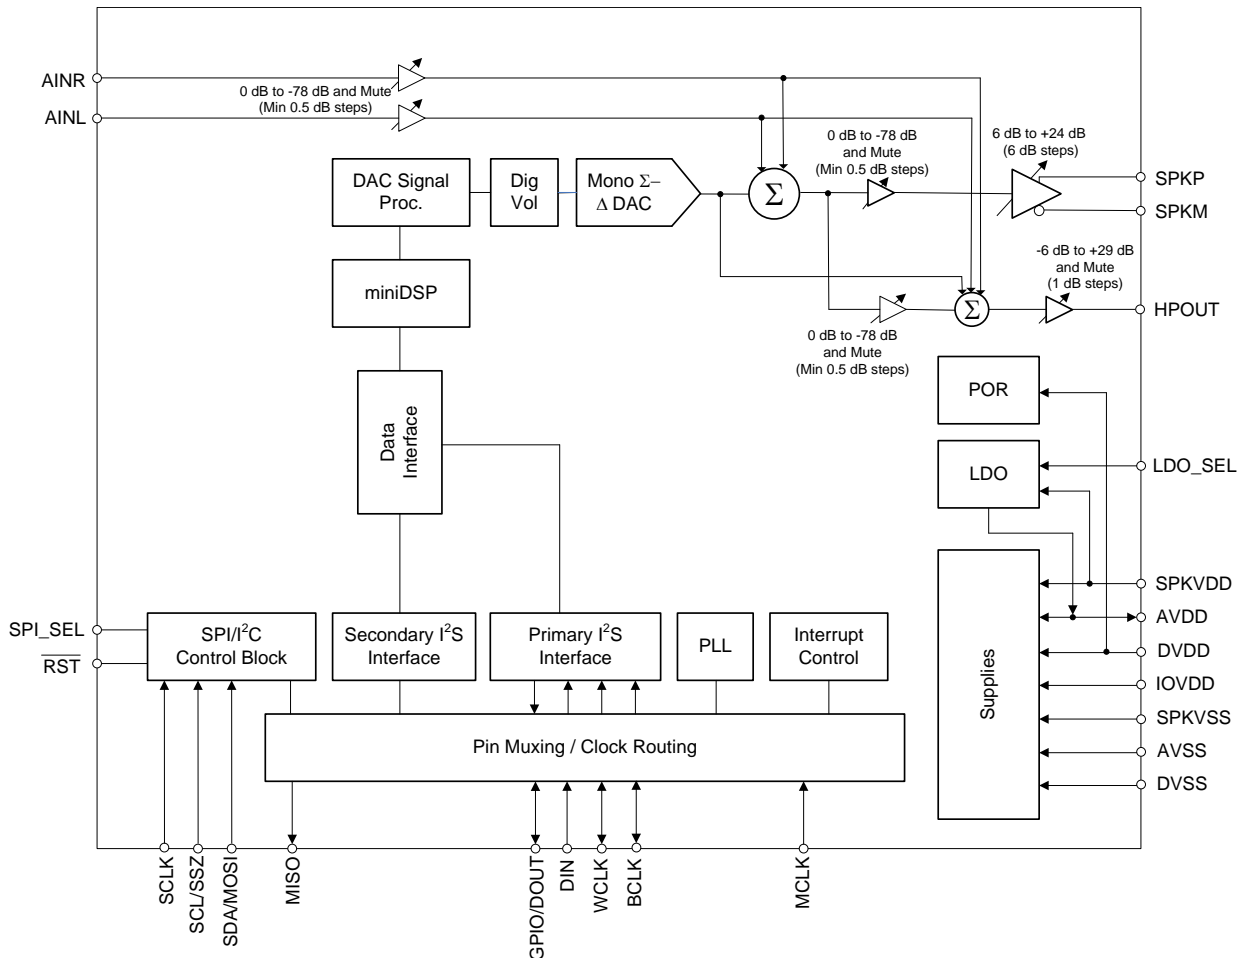 AINR
0 dB to -78 dB and Mute
(Min 0.5 dB steps)
AINL
0 dB to -78 dB
and Mute
(Min 0.5 dB steps)
6 dB to +24 dB
(6 dB steps)
DAC Signal
Proc.
Dig
Vol
Mono Σ–
Δ DAC
Σ
SPKP
SPKM
miniDSP
-6 dB to +29 dB
and Mute
(1 dB steps)
Σ
HPOUT
0 dB to -78 dB
and Mute
(Min 0.5 dB steps)
Data
Interface
POR
LDO
LDO_SEL
SPI_SEL
RST
SPI/I²C
Control Block
Secondary I²S
Interface
Primary I²S
Interface
PLL
Interrupt
Control
Supplies
SPKVDD
AVDD
DVDD
IOVDD
SPKVSS
AVSS
DVSS
Pin Muxing / Clock Routing
SCLK
SCL/SSZ
SDA/MOSI
MISO
GPIO/DOUT
DIN
WCLK
BCLK
MCLK